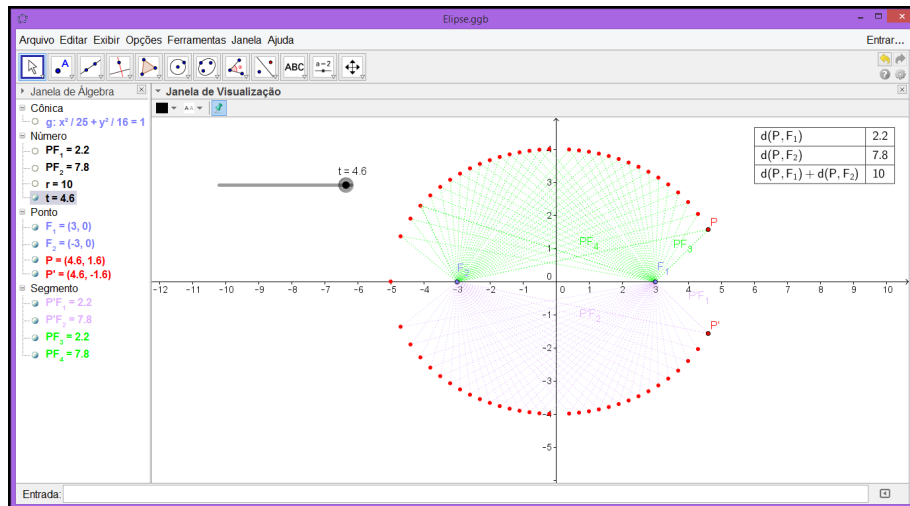 Elipse.ggb
Arquivo Editar Exibir Opções Ferramentas Janela Ajuda
Entrar...
ABC
a=2
Janela de Álgebra
Janela de Visualização
Cônica
g: x² / 25 + y² / 16 = 1
Número
PF₁ = 2.2
PF₂ = 7.8
r = 10
t = 4.6
Ponto
F₁ = (3, 0)
F₂ = (-3, 0)
P = (4.6, 1.6)
P' = (4.6, -1.6)
Segmento
P'F₁ = 2.2
P'F₂ = 7.8
PF₃ = 2.2
PF₄ = 7.8
t = 4.6
d(P, F₁) 2.2
d(P, F₂) 7.8
d(P, F₁) + d(P, F₂) 10
4
3
2
1
0
-12 -11 -10 -9 -8 -7 -6 -5 -4 -3 -2 -1 0 1 2 3 4 5 6 7 8 9 10
-1
-2
-3
-4
-5
P
PF₄
PF₃
F₂
F₁
P'F₁
P'F₂
P'
Entrada: